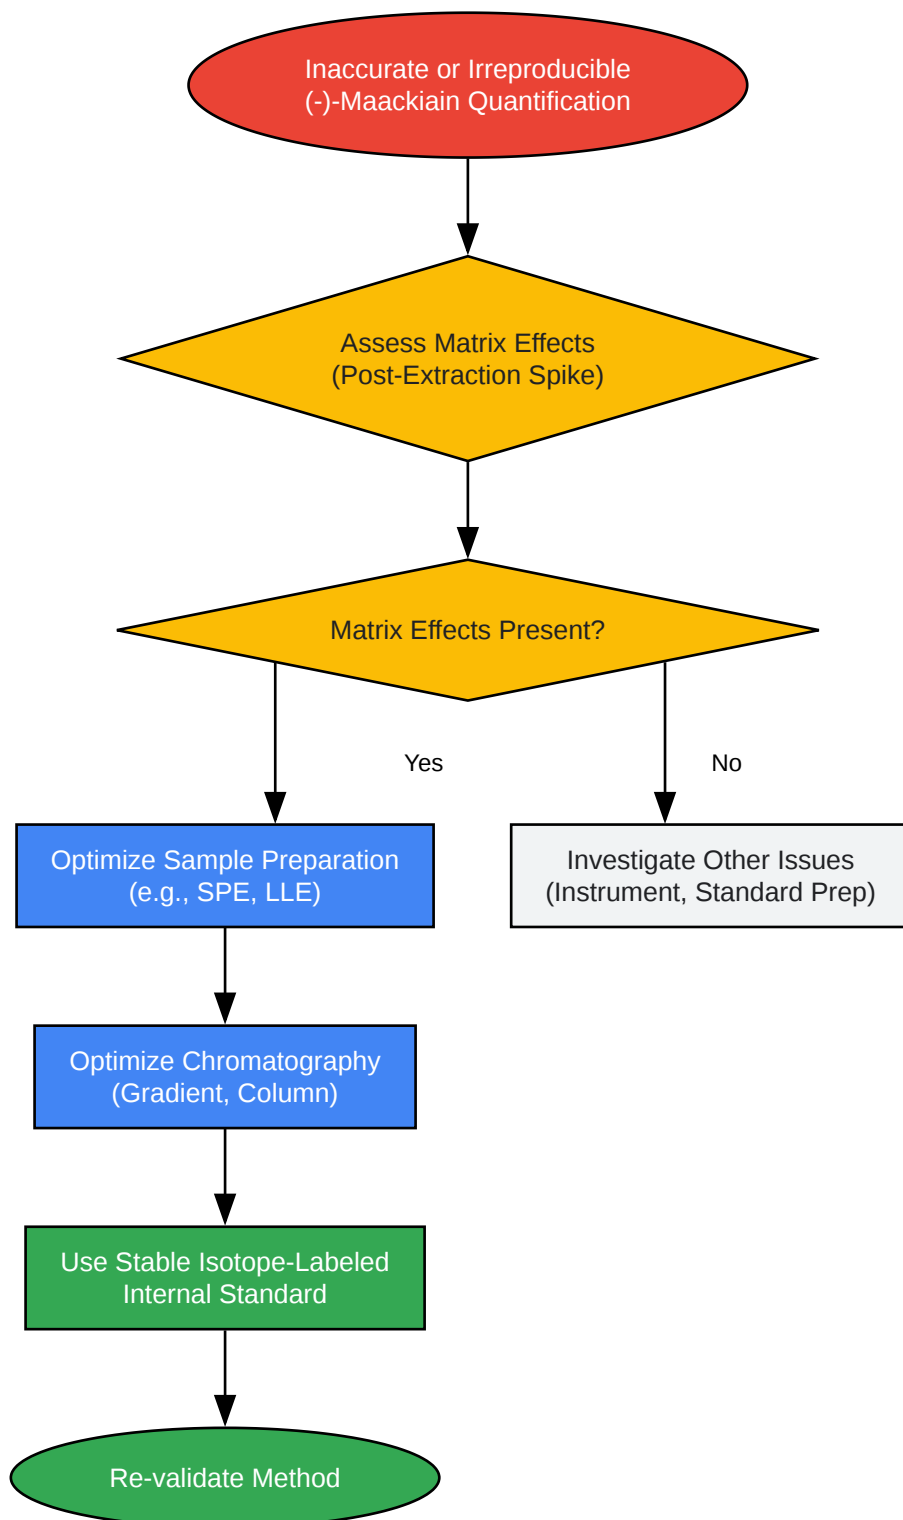 Inaccurate or Irreproducible
(-)-Maackiain Quantification
Assess Matrix Effects
(Post-Extraction Spike)
Matrix Effects Present?
Yes
No
Optimize Sample Preparation
(e.g., SPE, LLE)
Investigate Other Issues
(Instrument, Standard Prep)
Optimize Chromatography
(Gradient, Column)
Use Stable Isotope-Labeled
Internal Standard
Re-validate Method